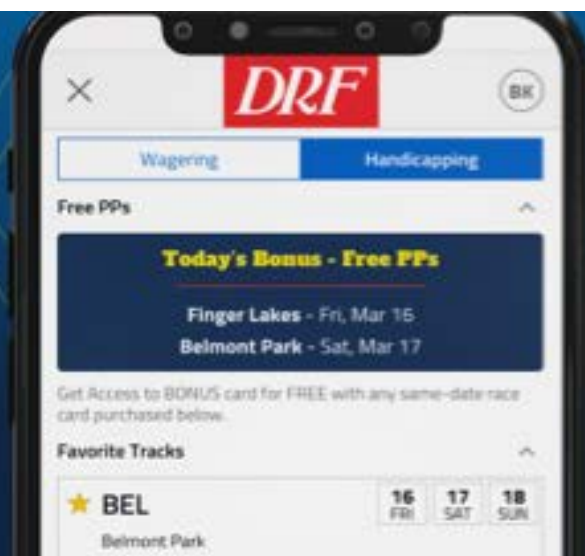 DRF
BK
Wagering
Handicapping
Free PPs
Today's Bonus - Free PPs
Finger Lakes - Fri, Mar 16
Belmont Park - Sat, Mar 17
Get Access to BONUS card for FREE with any same-date race
card purchased below.
Favorite Tracks
BEL
16 17 18
FRI SAT SUN
Belmont Park